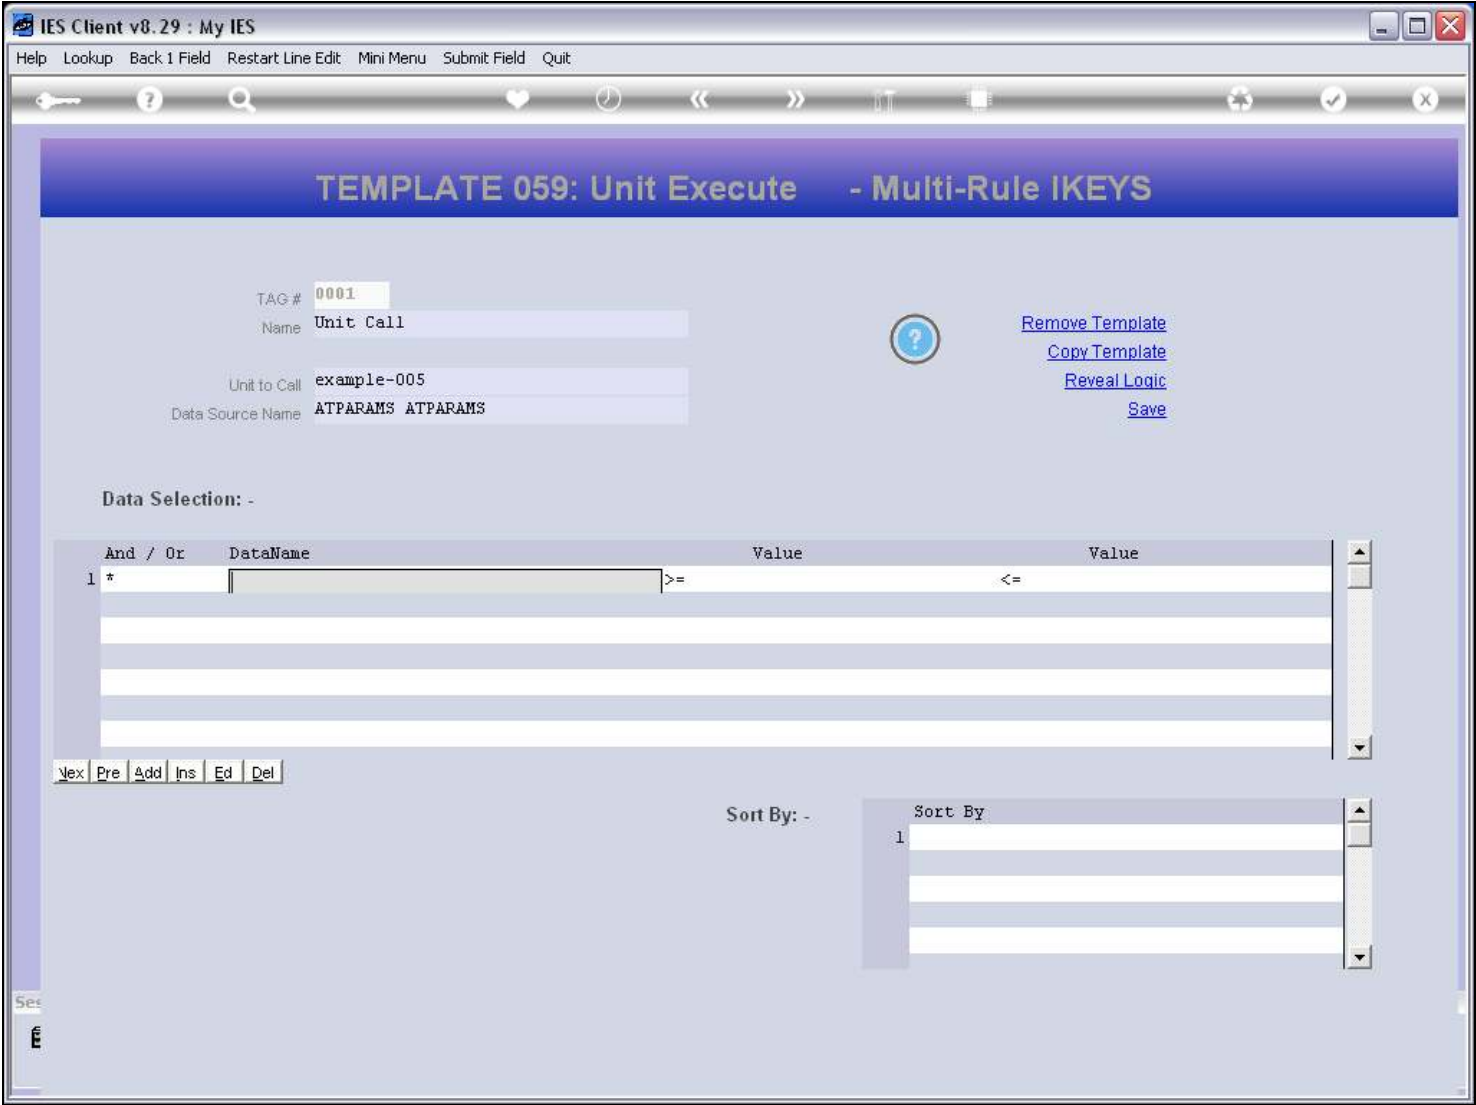 IES Client v8.29 : My IES
Help Lookup Back 1 Field Restart Line Edit Mini Menu Submit Field Quit
TEMPLATE 059: Unit Execute - Multi-Rule IKEYS
TAG # 0001
Name Unit Call
Remove Template
Copy Template
Unit to Call example-005
Reveal Logic
Data Source Name ATPARAMS ATPARAMS
Save
Data Selection: -
And / Or DataName Value Value
1 * >= <=
Nex Pre Add Ins Ed Del
Sort By: -
Sort By
1